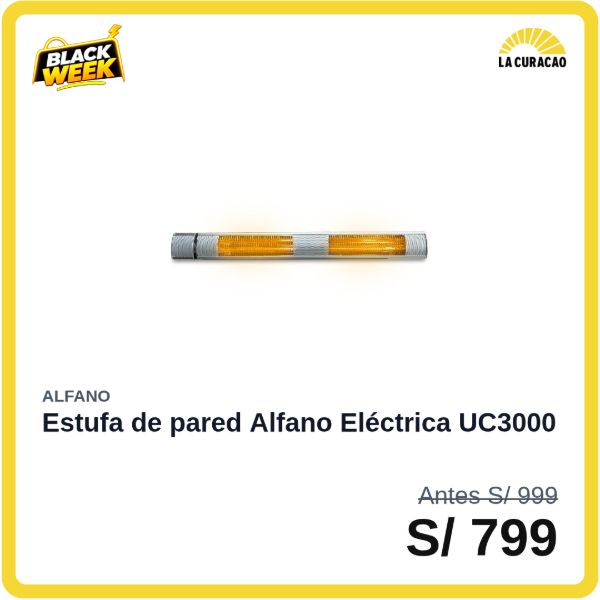 BLACK
WEEK
LA CURACAO
ALFANO
Estufa de pared Alfano Eléctrica UC3000
Antes S/ 999
S/ 799